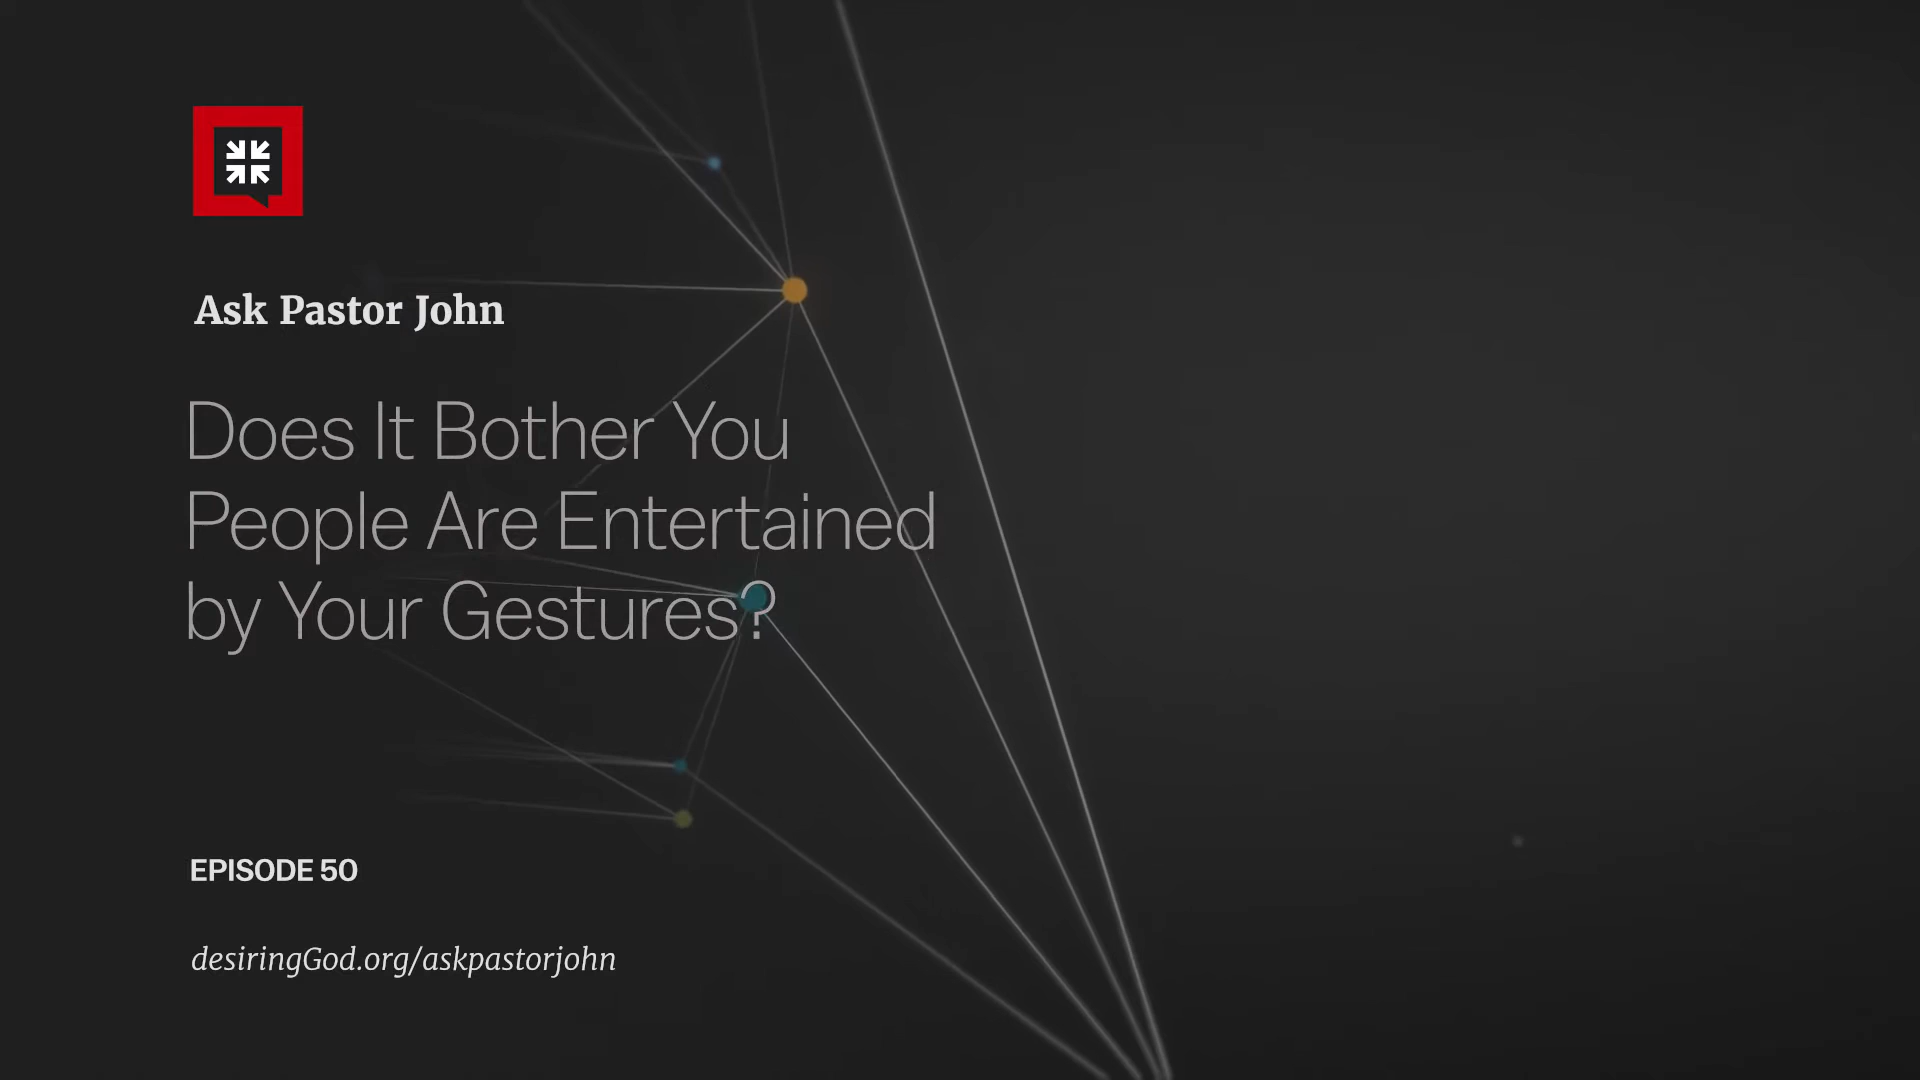 Ask Pastor John
Does It Bother You
People Are Entertained
by Your Gestures?
EPISODE 50
desiringGod.org/askpastorjohn